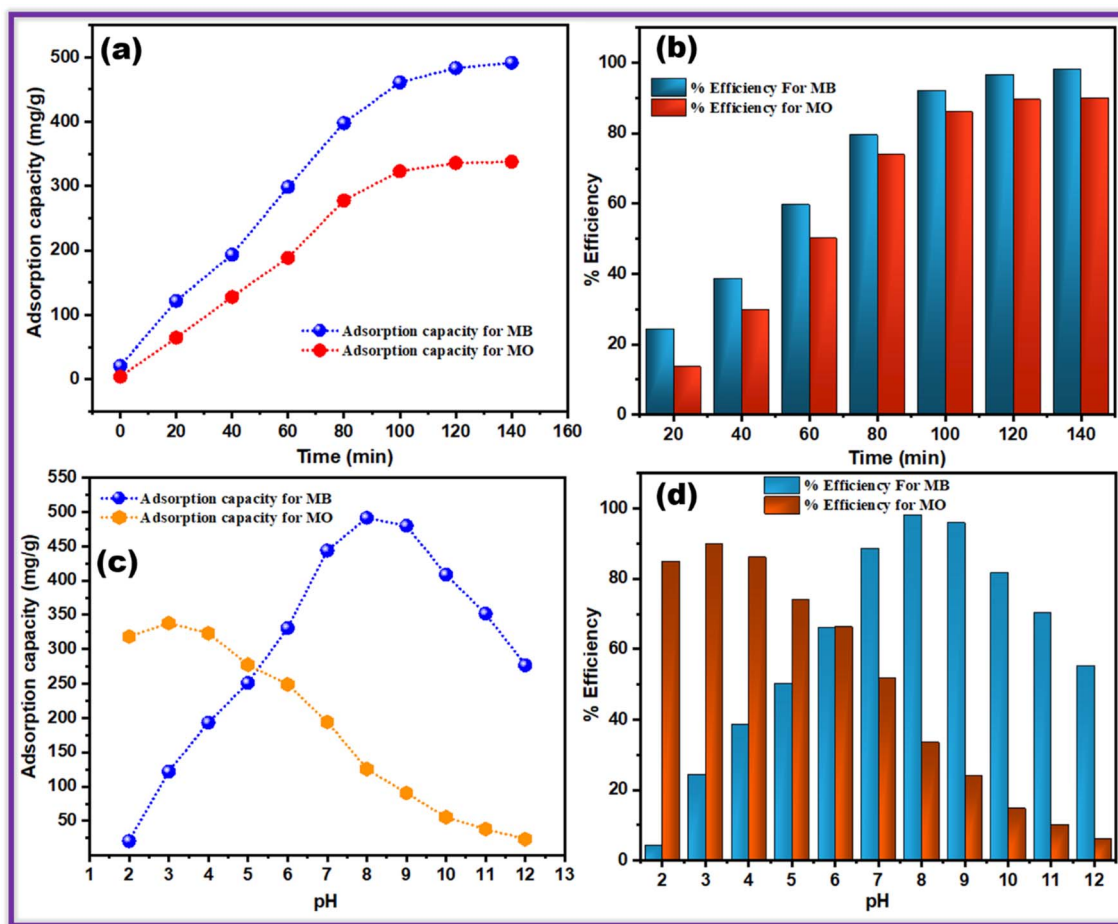 (a)
Adsorption capacity (mg/g)
500
400
300
200
100
0
Adsorption capacity for MB
Adsorption capacity for MO
0 20 40 60 80 100 120 140 160
Time (min)
(b)
% Efficiency
100
80
60
40
20
0
% Efficiency For MB
% Efficiency for MO
20 40 60 80 100 120 140
Time (min)
(c)
Adsorption capacity (mg/g)
550
500
450
400
350
300
250
200
150
100
50
Adsorption capacity for MB
Adsorption capacity for MO
1 2 3 4 5 6 7 8 9 10 11 12 13
pH
(d)
% Efficiency
100
80
60
40
20
0
% Efficiency For MB
% Efficiency for MO
2 3 4 5 6 7 8 9 10 11 12
pH